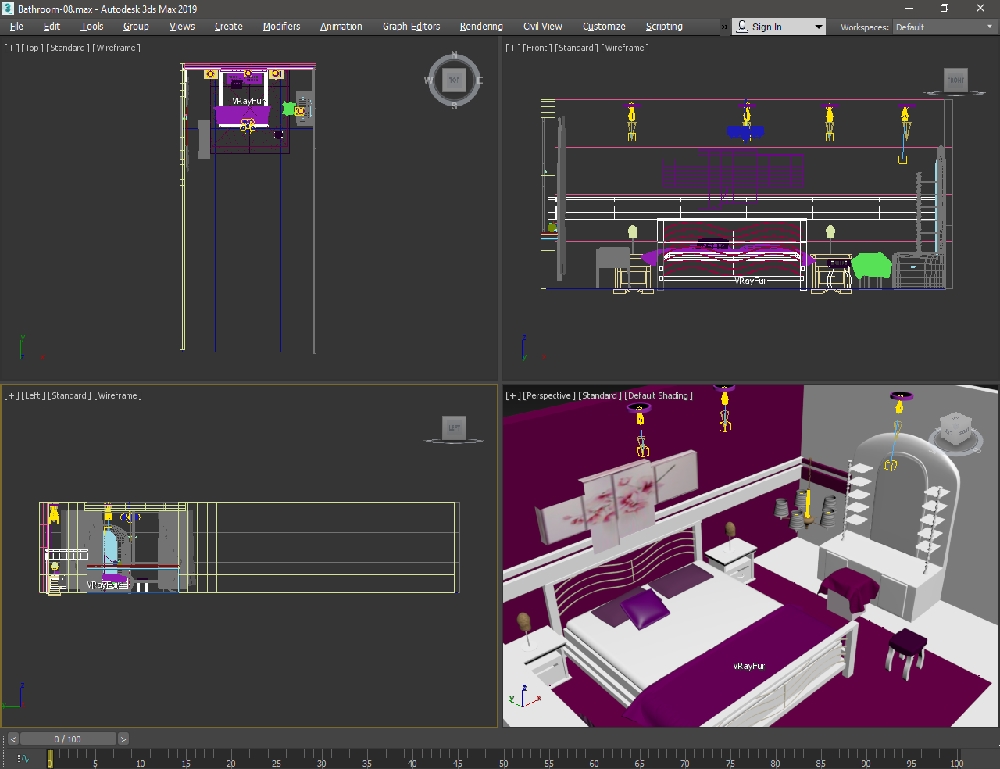 Bathroom-08.max - Autodesk 3ds Max 2019
File Edit Tools Group Views Create Modifiers Animation Graph Editors Rendering Civil View Customize Scripting » Sign In Workspaces: Default
[+] [Top] [Standard] [Wireframe]
[+] [Front] [Standard] [Wireframe]
N
W TOP E
S
FRONT
VRayFur
VRayFur
[+] [Left] [Standard] [Wireframe]
[+] [Perspective] [Standard] [Default Shading]
LEFT
VRayFur
VRayFur
< 0 / 100 >
0 5 10 15 20 25 30 35 40 45 50 55 60 65 70 75 80 85 90 95 100